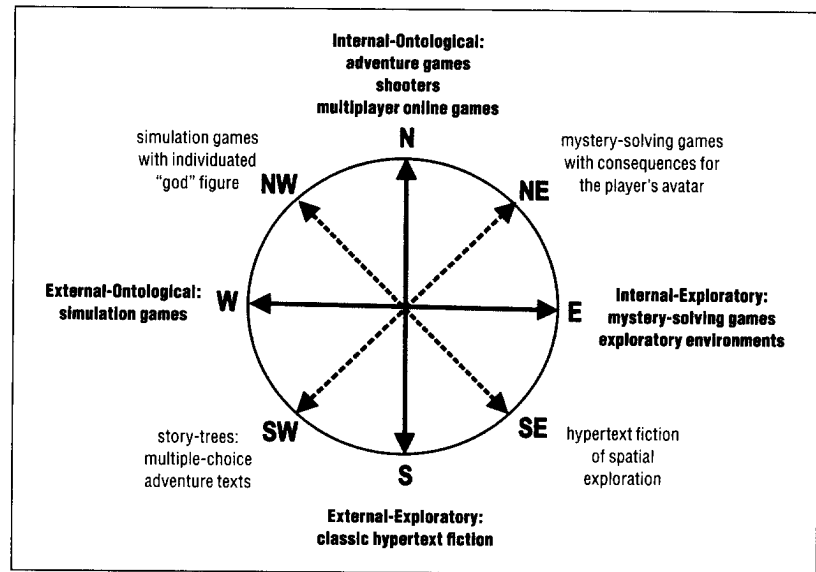 Internal-Ontological:
adventure games
shooters
multiplayer online games
N
simulation games
with individuated
"god" figure
NW
mystery-solving games
with consequences for
the player's avatar
NE
External-Ontological:
simulation games
W
E
Internal-Exploratory:
mystery-solving games
exploratory environments
SW
story-trees:
multiple-choice
adventure texts
SE
hypertext fiction
of spatial
exploration
S
External-Exploratory:
classic hypertext fiction